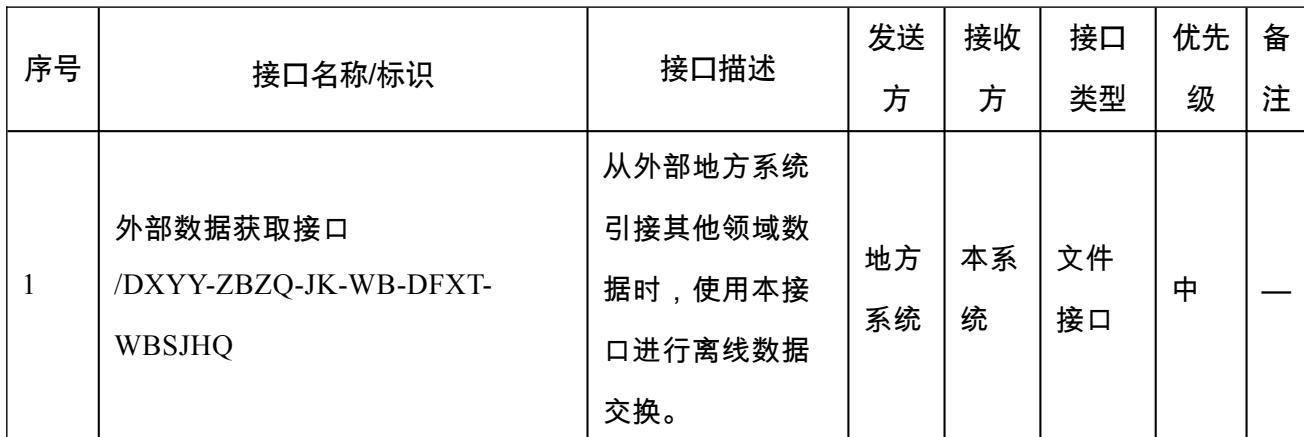 序号
接口名称/标识
接口描述
发送
方
接收
方
接口
类型
优先
级
备
注
1
外部数据获取接口
/DXYY-ZBZQ-JK-WB-DFXT-
WBSJHQ
从外部地方系统
引接其他领域数
据时，使用本接
口进行离线数据
交换。
地方
系统
本系
统
文件
接口
中
—